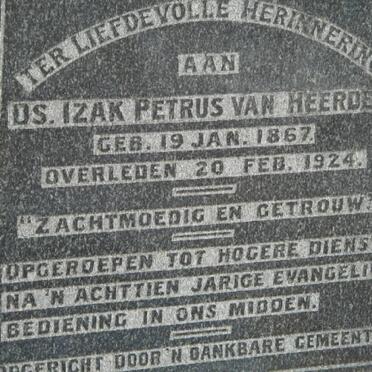 TER LIEFDEVOLLE HERINNERING
AAN
DS. IZAK PETRUS VAN HEERDE
GEB. 19 JAN. 1867
OVERLEDEN 20 FEB. 1924.
"ZACHTMOEDIG EN GETROUW.
OPGEROEPEN TOT HOGERE DIENS
NA 'N ACHTTIEN JARIGE EVANGELI
BEDIENING IN ONS MIDDEN.
OPGERICHT DOOR 'N DANKBARE GEMEENT